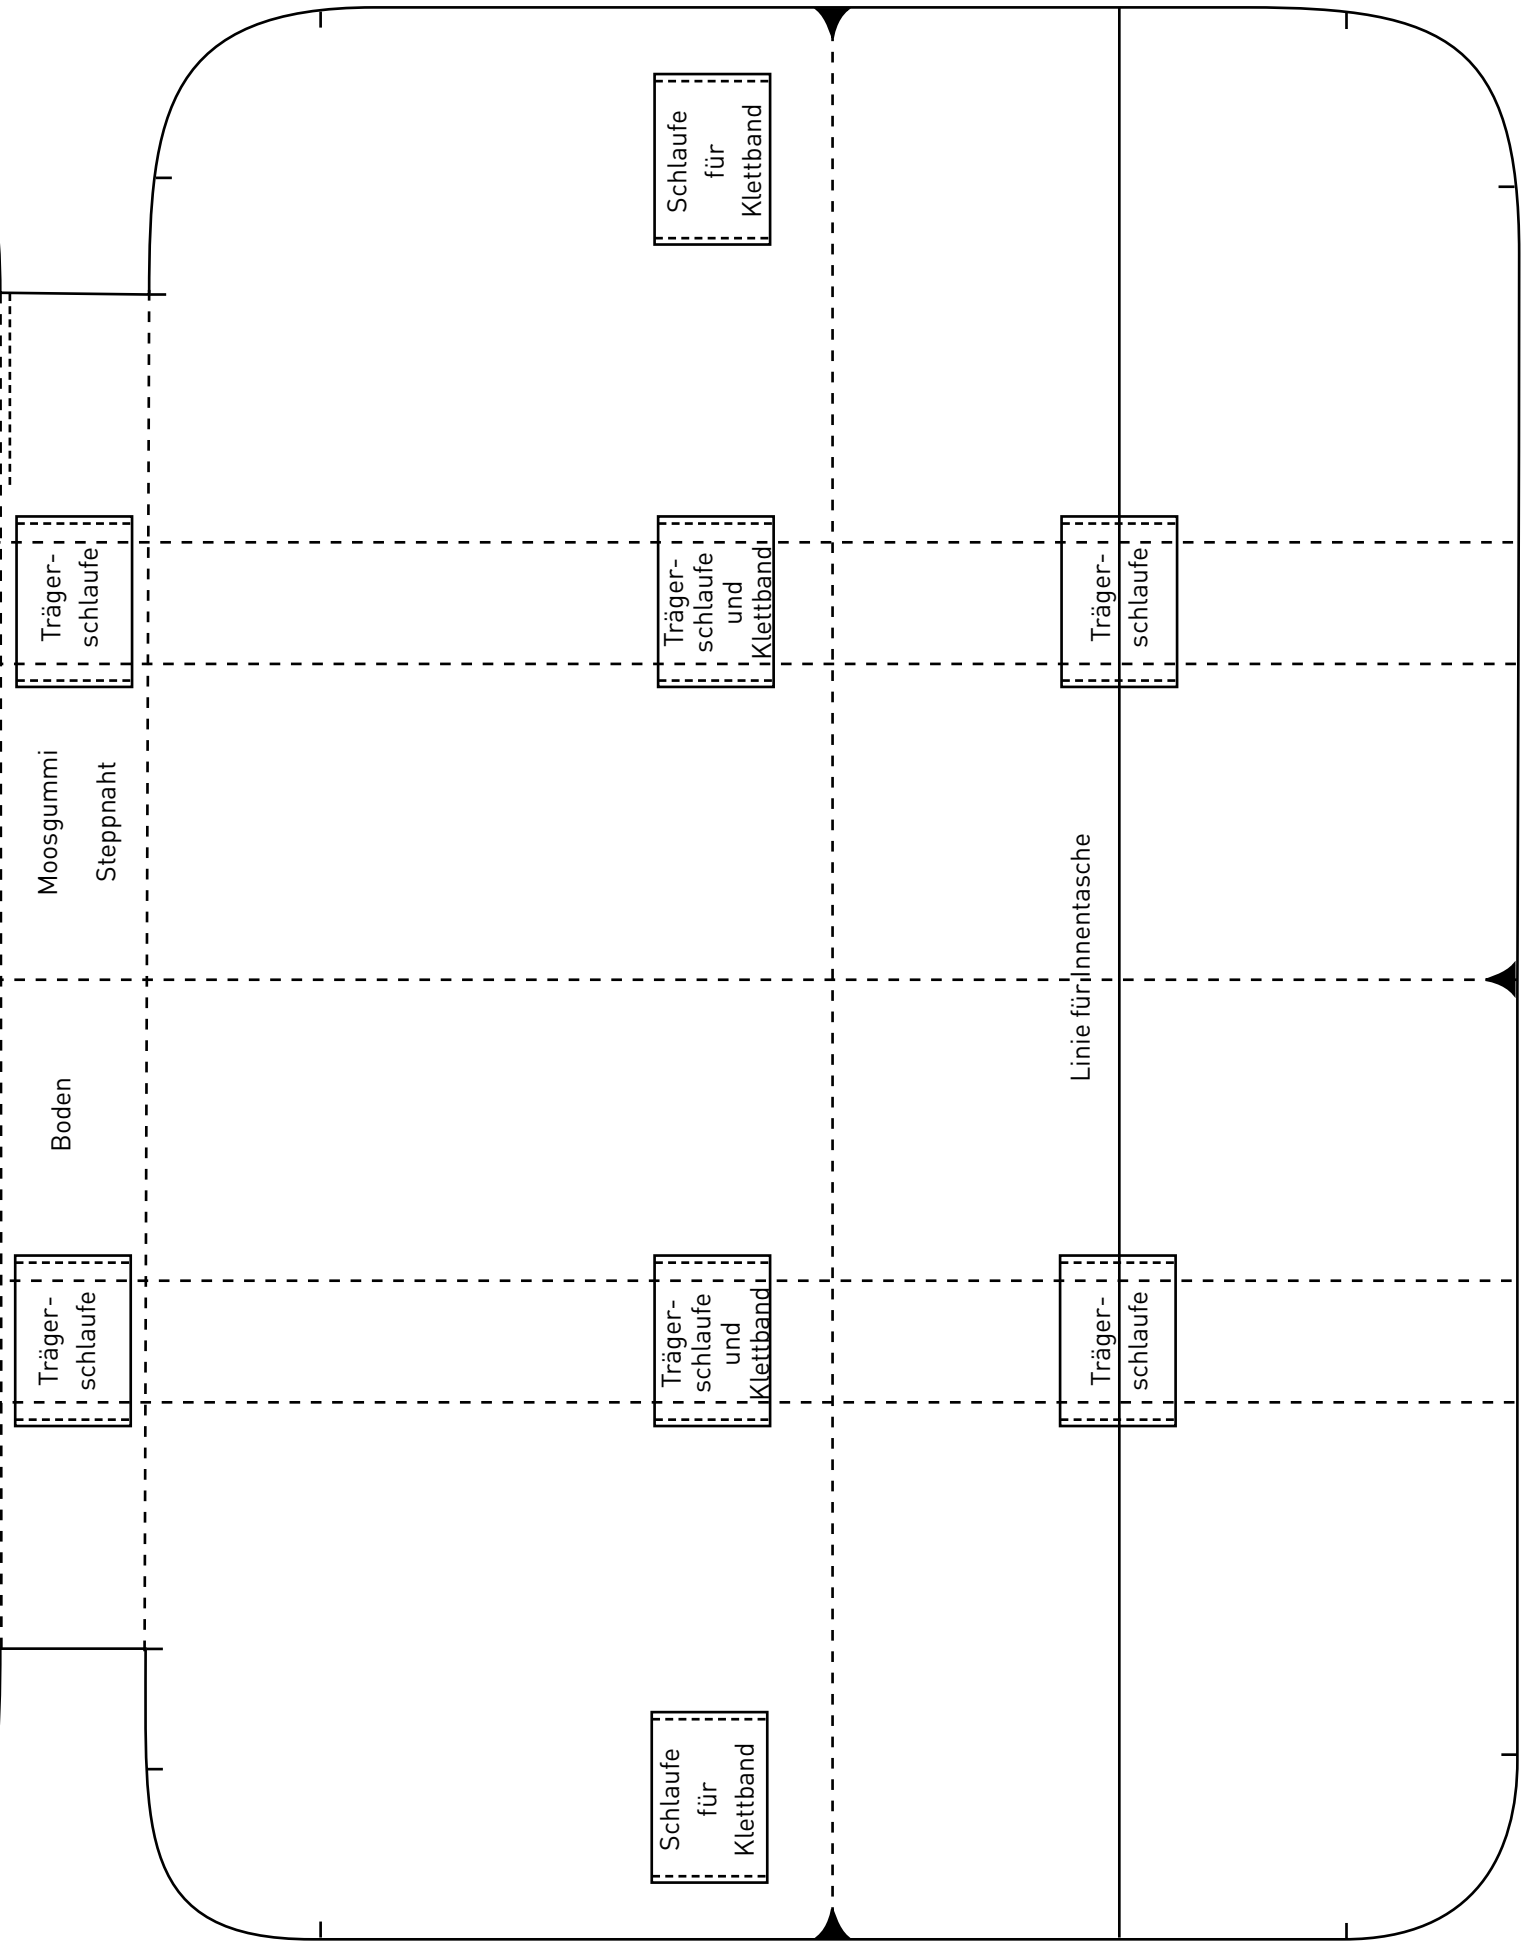 Schlaufe
für
Klettband
Träger-
schlaufe
Träger-
schlaufe
und
Klettband
Träger-
schlaufe
Moosgummi
Steppnaht
Linie für Innentasche
Boden
Träger-
schlaufe
Träger-
schlaufe
und
Klettband
Träger-
schlaufe
Schlaufe
für
Klettband